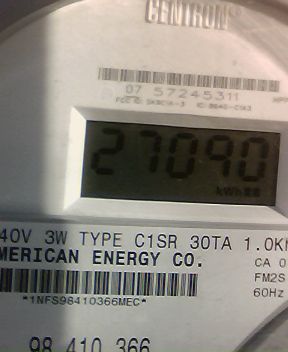 CENTRON®
07 57245311
27090
kWh
40V 3W TYPE C1SR 30TA 1.0K
MERICAN ENERGY CO.
CA 0
FM2S
60Hz
*1NFS98410366MEC*
98 410 366